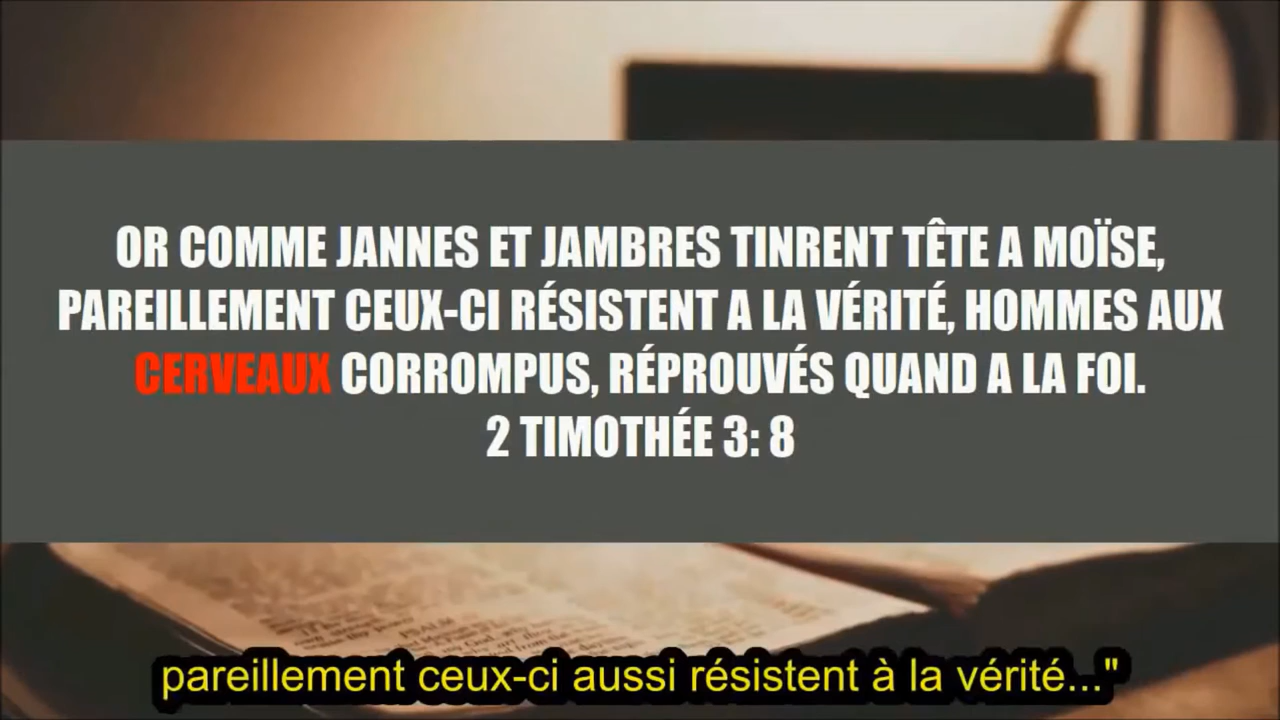 OR COMME JANNES ET JAMBRES TINRENT TÊTE A MOÏSE,
PAREILLEMENT CEUX-CI RÉSISTENT A LA VÉRITÉ, HOMMES AUX
CERVEAUX CORROMPUS, RÉPROUVÉS QUAND A LA FOI.
2 TIMOTHÉE 3: 8
PSALM
pareillement ceux-ci aussi résistent à la vérité..."